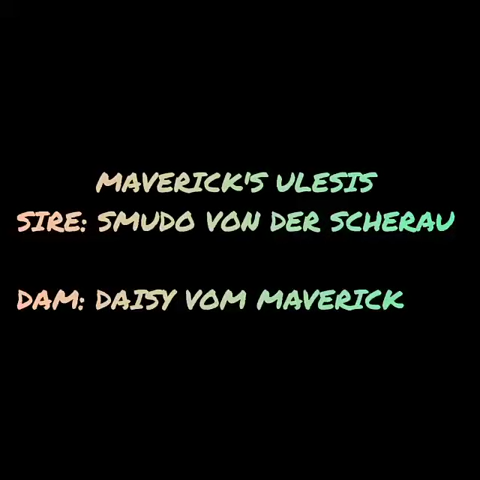 MAVERICK'S ULESIS
SIRE: SMUDO VON DER SCHERAU
DAM: DAISY VOM MAVERICK